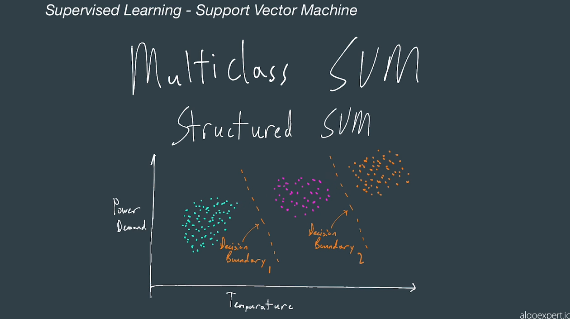 Supervised Learning - Support Vector Machine
Multiclass SVM
Structured SVM
Power
Demand
Decision
Boundary
1
Decision
Boundary
2
Temperature
algoexpert.io